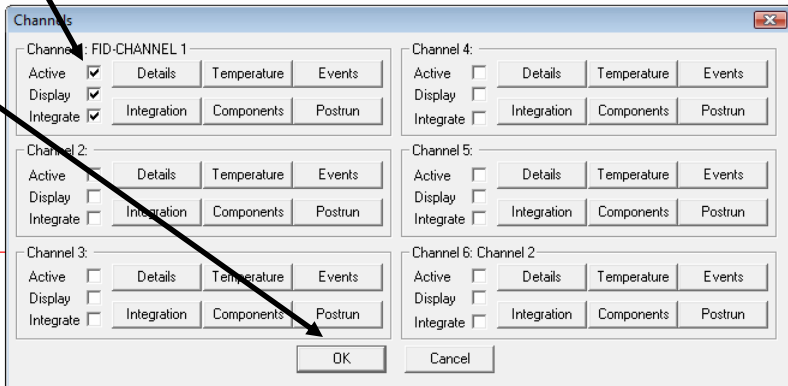 Channels
Channel 1: FID-CHANNEL 1
Active Details Temperature Events
Display
Integrate Integration Components Postrun
Channel 2:
Active Details Temperature Events
Display
Integrate Integration Components Postrun
Channel 3:
Active Details Temperature Events
Display
Integrate Integration Components Postrun
Channel 4:
Active Details Temperature Events
Display
Integrate Integration Components Postrun
Channel 5:
Active Details Temperature Events
Display
Integrate Integration Components Postrun
Channel 6: Channel 2
Active Details Temperature Events
Display
Integrate Integration Components Postrun
OK Cancel